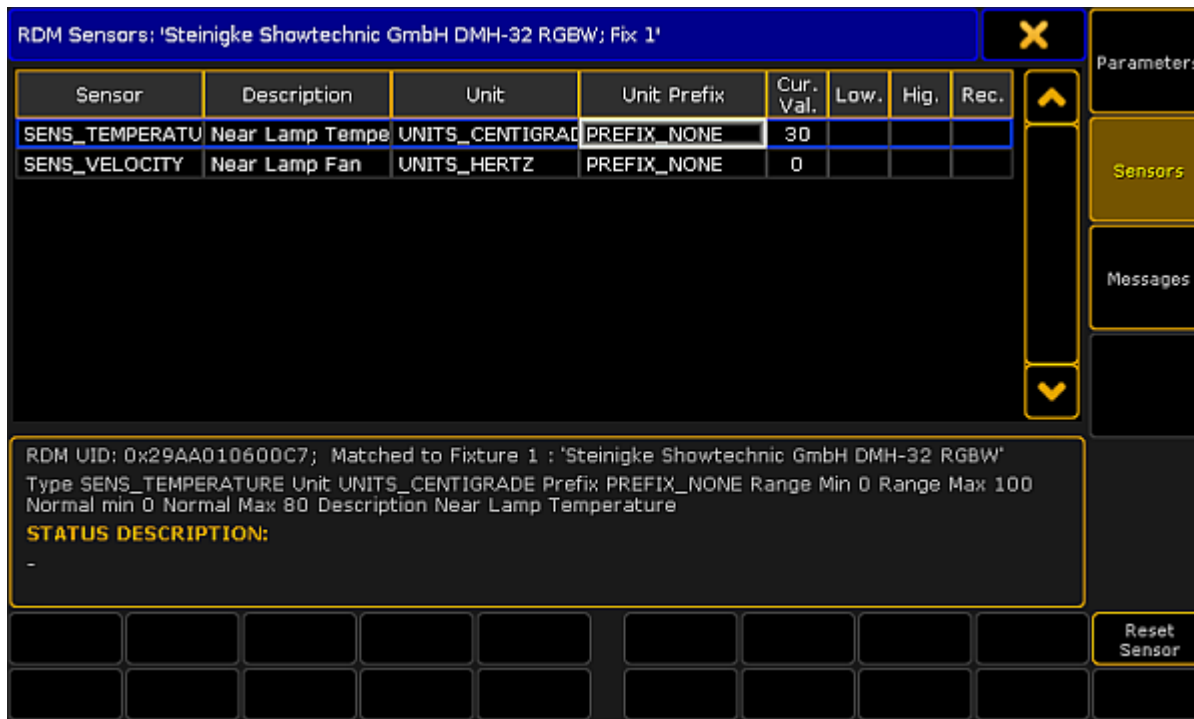 RDM Sensors: 'Steinigke Showtechnic GmbH DMH-32 RGBW; Fix 1'
Parameters
Sensor Description Unit Unit Prefix Cur. Val. Low. Hig. Rec.
SENS_TEMPERATU Near Lamp Tempe UNITS_CENTIGRAD PREFIX_NONE 30
SENS_VELOCITY Near Lamp Fan UNITS_HERTZ PREFIX_NONE 0
Sensors
Messages
RDM UID: 0x29AA010600C7; Matched to Fixture 1 : 'Steinigke Showtechnic GmbH DMH-32 RGBW'
Type SENS_TEMPERATURE Unit UNITS_CENTIGRADE Prefix PREFIX_NONE Range Min 0 Range Max 100
Normal min 0 Normal Max 80 Description Near Lamp Temperature
STATUS DESCRIPTION:
-
Reset
Sensor